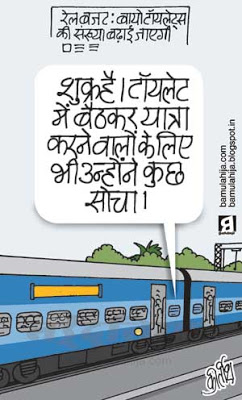 रेल बजट: बायोटॉयलेट्स
की संख्या बढ़ाई जाएगी
शुक्र है। टॉयलेट
में बैठकर यात्रा
करने वालों के लिए
भी उन्होंने कुछ
सोचा!
bamulahija.com
bamulahija.blogspot.in
कीर्तिश